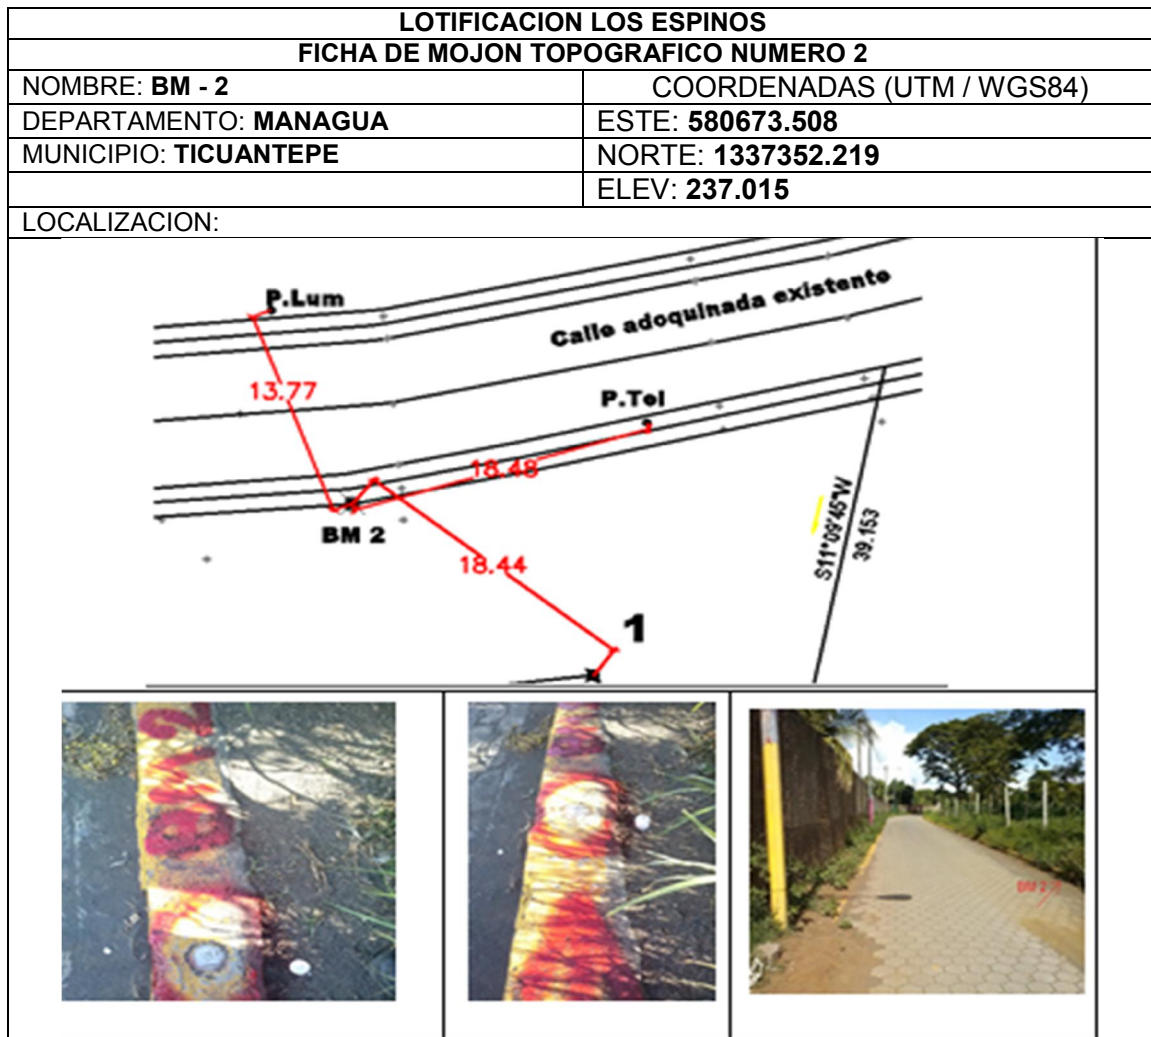 LOTIFICACION LOS ESPINOS
FICHA DE MOJON TOPOGRAFICO NUMERO 2
NOMBRE: BM - 2
COORDENADAS (UTM / WGS84)
DEPARTAMENTO: MANAGUA
ESTE: 580673.508
MUNICIPIO: TICUANTEPE
NORTE: 1337352.219
ELEV: 237.015
LOCALIZACION:
P.Lum
Calle adoquinada existente
13.77
P.Tel
18.48
BM 2
S11°09'45"W
39.153
18.44
1
BM 2